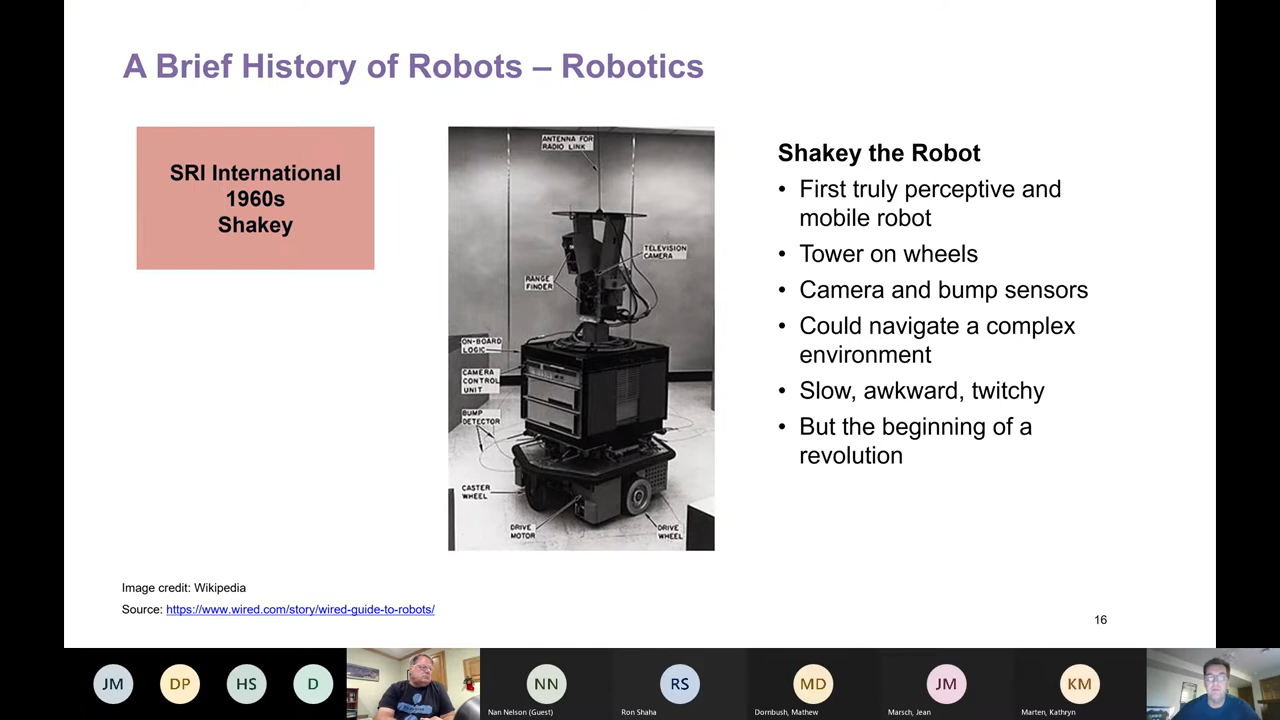 A Brief History of Robots – Robotics
SRI International
1960s
Shakey
ANTENNA FOR
RADIO LINK
TELEVISION
CAMERA
RANGE
FINDER
ON-BOARD
LOGIC
CAMERA
CONTROL
UNIT
BUMP
DETECTOR
CASTER
WHEEL
DRIVE
MOTOR
DRIVE
WHEEL
Shakey the Robot
• First truly perceptive and
mobile robot
• Tower on wheels
• Camera and bump sensors
• Could navigate a complex
environment
• Slow, awkward, twitchy
• But the beginning of a
revolution
Image credit: Wikipedia
Source: https://www.wired.com/story/wired-guide-to-robots/
16
JM
DP
HS
D
NN
Nan Nelson (Guest)
RS
Ron Shaha
MD
Dornbush, Mathew
JM
Marsch, Jean
KM
Marten, Kathryn